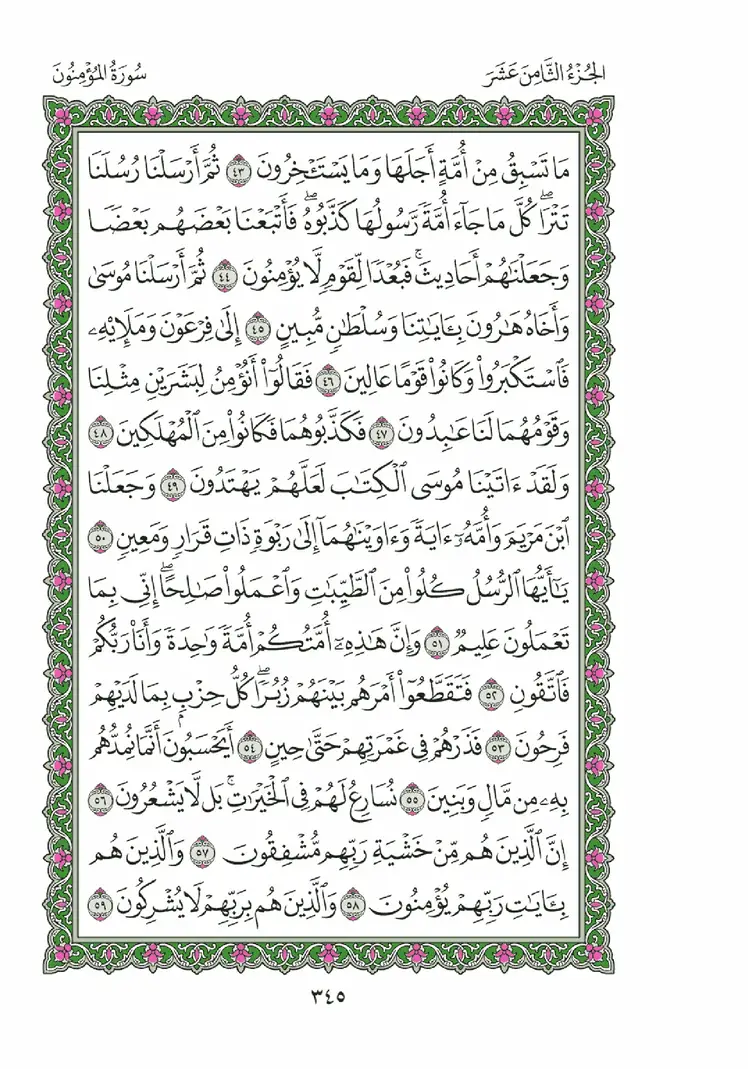 الجُزْءُ الثَّامِنَ عَشَرَ
سُورَةُ المُؤْمِنُونَ
مَا تَسْبِقُ مِنْ أُمَّةٍ أَجَلَهَا وَمَا يَسْتَـْٔخِرُونَ ٤٣ ثُمَّ أَرْسَلْنَا رُسُلَنَا
تَتْرَاۖ كُلَّ مَا جَآءَ أُمَّةً رَّسُولُهَا كَذَّبُوهُۖ فَأَتْبَعْنَا بَعْضَهُم بَعْضًا
وَجَعَلْنَٰهُمْ أَحَادِيثَۚ فَبُعْدًا لِّقَوْمٍ لَّا يُؤْمِنُونَ ٤٤ ثُمَّ أَرْسَلْنَا مُوسَىٰ
وَأَخَاهُ هَٰرُونَ بِـَٔايَٰتِنَا وَسُلْطَٰنٍ مُّبِينٍ ٤٥ إِلَىٰ فِرْعَوْنَ وَمَلَإِي۟هِۦ
فَٱسْتَكْبَرُوا۟ وَكَانُوا۟ قَوْمًا عَالِينَ ٤٦ فَقَالُوٓا۟ أَنُؤْمِنُ لِبَشَرَيْنِ مِثْلِنَا
وَقَوْمُهُمَا لَنَا عَٰبِدُونَ ٤٧ فَكَذَّبُوهُمَا فَكَانُوا۟ مِنَ ٱلْمُهْلَكِينَ ٤٨
وَلَقَدْ ءَاتَيْنَا مُوسَى ٱلْكِتَٰبَ لَعَلَّهُمْ يَهْتَدُونَ ٤٩ وَجَعَلْنَا
ٱبْنَ مَرْيَمَ وَأُمَّهُۥٓ ءَايَةً وَءَاوَيْنَٰهُمَآ إِلَىٰ رَبْوَةٍ ذَاتِ قَرَارٍ وَمَعِينٍ ٥٠
يَٰٓأَيُّهَا ٱلرُّسُلُ كُلُوا۟ مِنَ ٱلطَّيِّبَٰتِ وَٱعْمَلُوا۟ صَٰلِحًاۖ إِنِّي بِمَا
تَعْمَلُونَ عَلِيمٌ ٥١ وَإِنَّ هَٰذِهِۦٓ أُمَّتُكُمْ أُمَّةً وَٰحِدَةً وَأَنَا۠ رَبُّكُمْ
فَٱتَّقُونِ ٥٢ فَتَقَطَّعُوٓا۟ أَمْرَهُم بَيْنَهُمْ زُبُرًاۖ كُلُّ حِزْبٍۭ بِمَا لَدَيْهِمْ
فَرِحُونَ ٥٣ فَذَرْهُمْ فِي غَمْرَتِهِمْ حَتَّىٰ حِينٍ ٥٤ أَيَحْسَبُونَ أَنَّمَا نُمِدُّهُم
بِهِۦ مِن مَّالٍ وَبَنِينَ ٥٥ نُسَارِعُ لَهُمْ فِي ٱلْخَيْرَٰتِۚ بَل لَّا يَشْعُرُونَ ٥٦
إِنَّ ٱلَّذِينَ هُم مِّنْ خَشْيَةِ رَبِّهِم مُّشْفِقُونَ ٥٧ وَٱلَّذِينَ هُم
بِـَٔايَٰتِ رَبِّهِمْ يُؤْمِنُونَ ٥٨ وَٱلَّذِينَ هُم بِرَبِّهِمْ لَا يُشْرِكُونَ ٥٩
٣٤٥